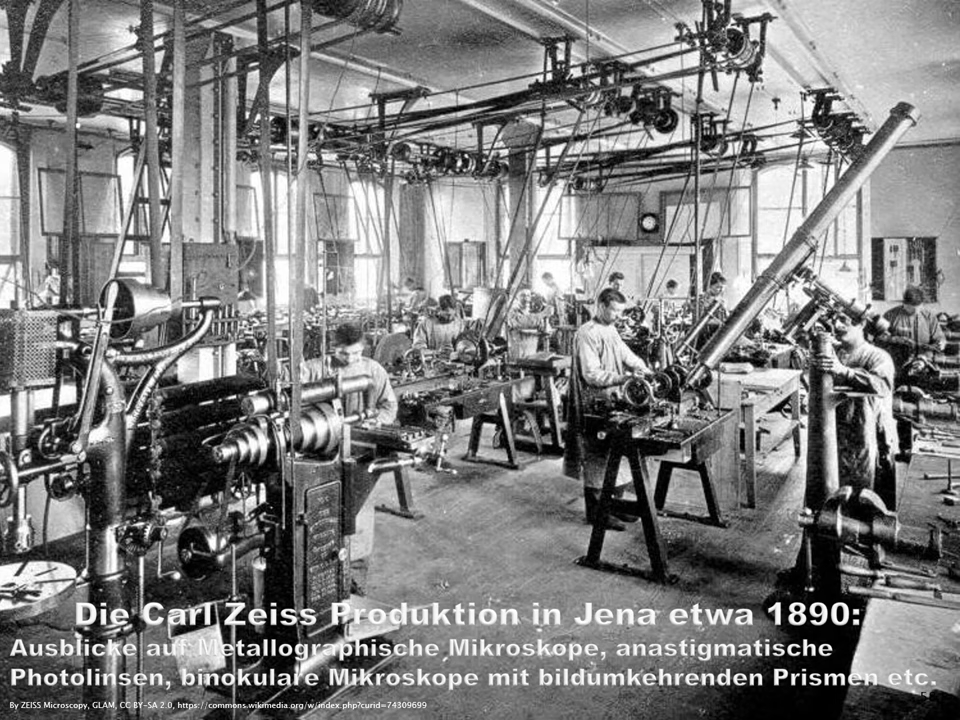 Die Carl Zeiss Produktion in Jena etwa 1890:
Ausblicke auf Metallographische Mikroskope, anastigmatische
Photolinsen, binokulare Mikroskope mit bildumkehrenden Prismen etc.
By ZEISS Microscopy, GLAM, CC BY-SA 2.0, https://commons.wikimedia.org/w/index.php?curid=74309699